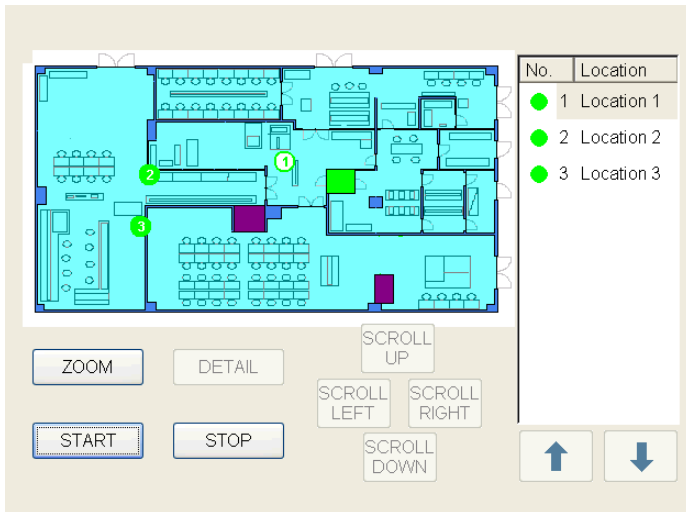 No. Location
1 Location 1
2 Location 2
3 Location 3
1
2
3
ZOOM
DETAIL
SCROLL
UP
SCROLL
LEFT
SCROLL
RIGHT
START
STOP
SCROLL
DOWN